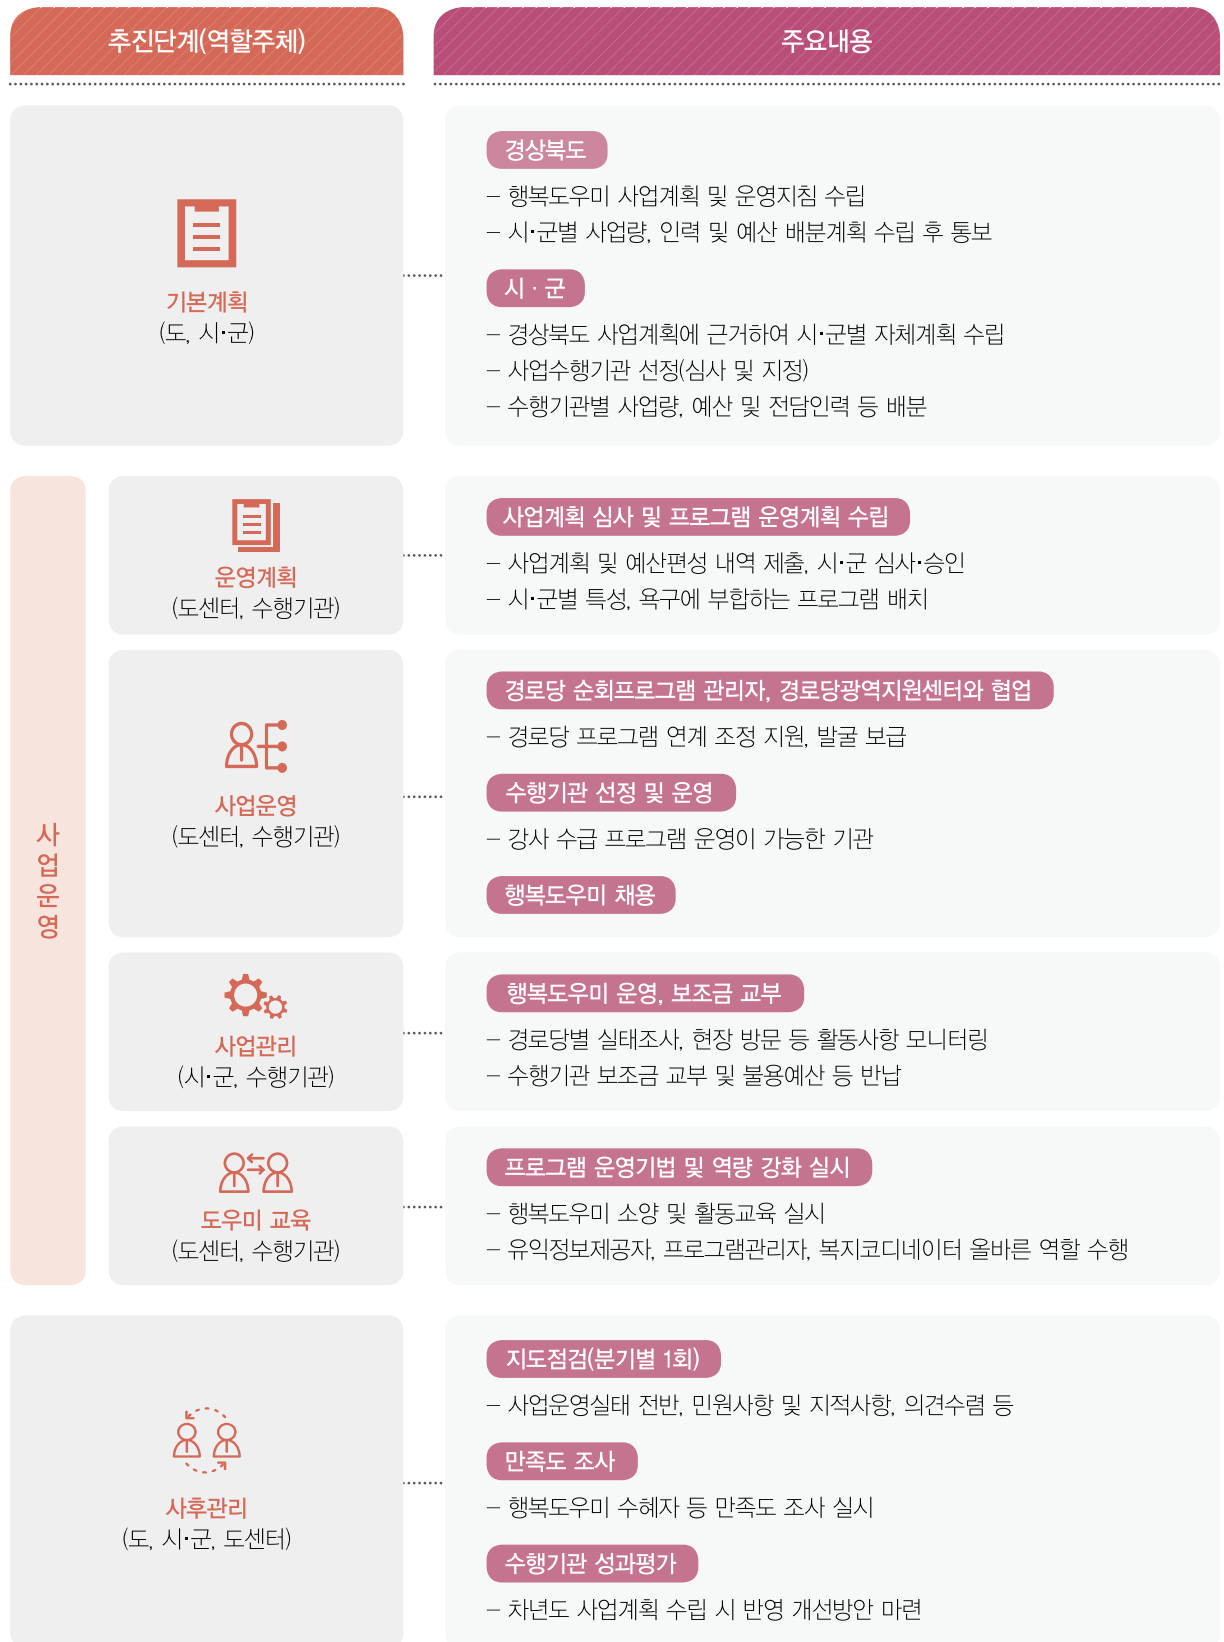 추진단계(역할주체)
주요내용
기본계획
(도, 시·군)
경상북도
– 행복도우미 사업계획 및 운영지침 수립
– 시·군별 사업량, 인력 및 예산 배분계획 수립 후 통보
시 · 군
– 경상북도 사업계획에 근거하여 시·군별 자체계획 수립
– 사업수행기관 선정(심사 및 지정)
– 수행기관별 사업량, 예산 및 전담인력 등 배분
사업운영
운영계획
(도센터, 수행기관)
사업계획 심사 및 프로그램 운영계획 수립
– 사업계획 및 예산편성 내역 제출, 시·군 심사·승인
– 시·군별 특성, 욕구에 부합하는 프로그램 배치
사업운영
(도센터, 수행기관)
경로당 순회프로그램 관리자, 경로당광역지원센터와 협업
– 경로당 프로그램 연계 조정 지원, 발굴 보급
수행기관 선정 및 운영
– 강사 수급 프로그램 운영이 가능한 기관
행복도우미 채용
사업관리
(시·군, 수행기관)
행복도우미 운영, 보조금 교부
– 경로당별 실태조사, 현장 방문 등 활동사항 모니터링
– 수행기관 보조금 교부 및 불용예산 등 반납
도우미 교육
(도센터, 수행기관)
프로그램 운영기법 및 역량 강화 실시
– 행복도우미 소양 및 활동교육 실시
– 유익정보제공자, 프로그램관리자, 복지코디네이터 올바른 역할 수행
사후관리
(도, 시·군, 도센터)
지도점검(분기별 1회)
– 사업운영실태 전반, 민원사항 및 지적사항, 의견수렴 등
만족도 조사
– 행복도우미 수혜자 등 만족도 조사 실시
수행기관 성과평가
– 차년도 사업계획 수립 시 반영 개선방안 마련